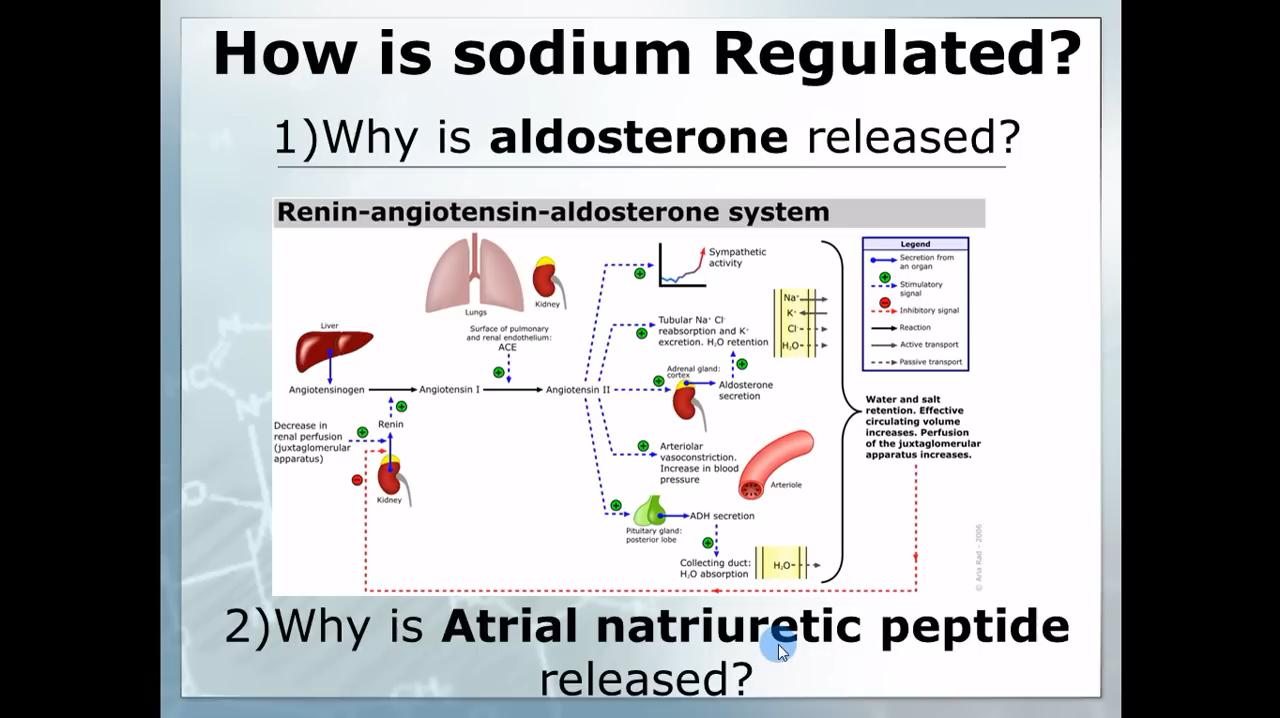 How is sodium Regulated?
1)Why is aldosterone released?
Renin-angiotensin-aldosterone system
Lungs
Kidney
Liver
Surface of pulmonary
and renal endothelium:
ACE
Angiotensinogen
Angiotensin I
Angiotensin II
Decrease in
renal perfusion
(juxtaglomerular
apparatus)
Renin
Kidney
Sympathetic
activity
Tubular Na⁺ Cl⁻
reabsorption and K⁺
excretion. H₂O retention
Na⁺
K⁺
Cl⁻
H₂O
Adrenal gland:
cortex
Aldosterone
secretion
Arteriolar
vasoconstriction.
Increase in blood
pressure
Arteriole
Pituitary gland:
posterior lobe
ADH secretion
Collecting duct:
H₂O absorption
H₂O
Legend
Secretion from
an organ
Stimulatory
signal
Inhibitory signal
Reaction
Active transport
Passive transport
Water and salt
retention. Effective
circulating volume
increases. Perfusion
of the juxtaglomerular
apparatus increases.
© Aria Rad - 2006
2)Why is Atrial natriuretic peptide
released?